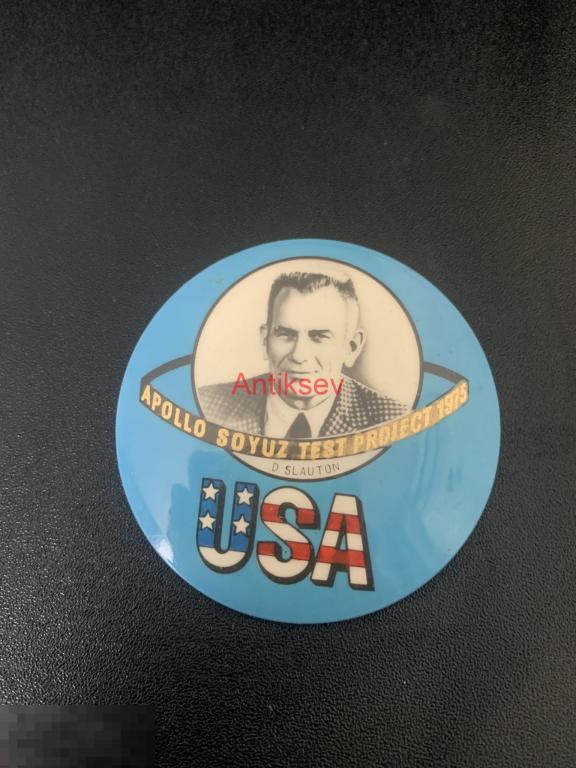 Antiksev
APOLLO SOYUZ TEST PROJECT 1975
D SLAUTON
USA